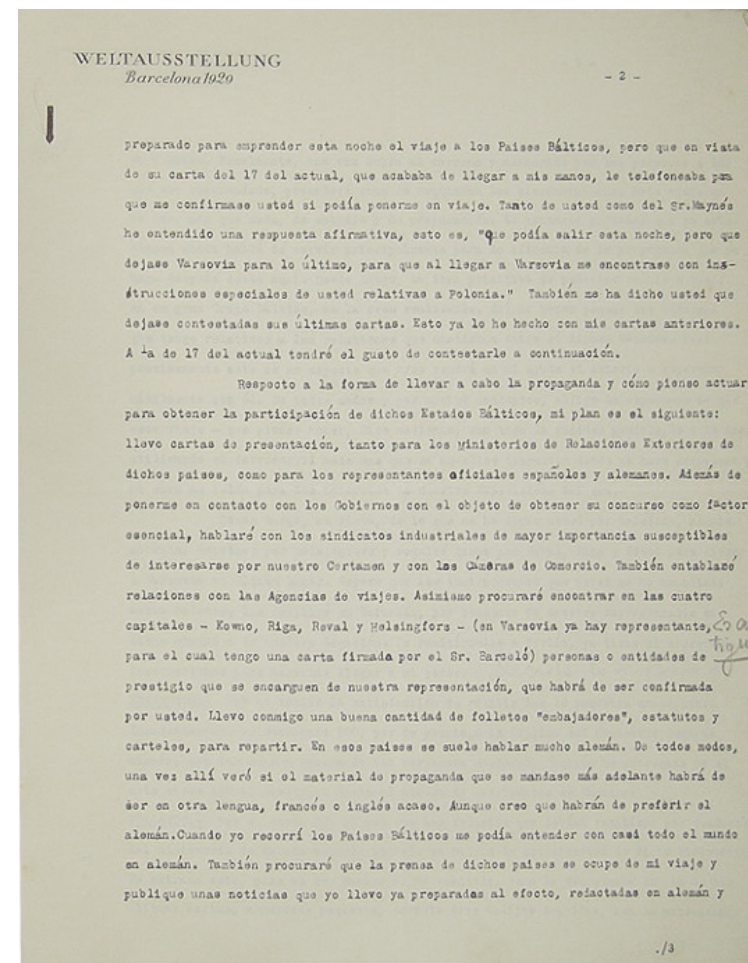 WELTAUSSTELLUNG
Barcelona 1929
- 2 -
preparado para emprender esta noche el viaje a los Paises Bálticos, pero que en vista
de su carta del 17 del actual, que acababa de llegar a mis manos, le telefoneaba para
que me confirmase usted si podía ponerme en viaje. Tanto de usted como del Sr.Maynés
he entendido una respuesta afirmativa, esto es, "que podía salir esta noche, pero que
dejase Varsovia para lo último, para que al llegar a Varsovia me encontrase con ins-
trucciones especiales de usted relativas a Polonia." También me ha dicho usted que
dejase contestadas sus últimas cartas. Esto ya lo he hecho con mis cartas anteriores.
A la de 17 del actual tendré el gusto de contestarle a continuación.
Respecto a la forma de llevar a cabo la propaganda y cómo pienso actuar
para obtener la participación de dichos Estados Bálticos, mi plan es el siguiente:
llevo cartas de presentación, tanto para los Ministerios de Relaciones Exteriores de
dichos paises, como para los representantes oficiales españoles y alemanes. Además de
ponerme en contacto con los Gobiernos con el objeto de obtener su concurso como factor
esencial, hablaré con los sindicatos industriales de mayor importancia susceptibles
de interesarse por nuestro Certamen y con las Cámaras de Comercio. También entablaré
relaciones con las Agencias de viajes. Asimismo procuraré encontrar en las cuatro
capitales - Kowno, Riga, Reval y Helsingfors - (en Varsovia ya hay representante,
para el cual tengo una carta firmada por el Sr. Barceló) personas o entidades de
prestigio que se encarguen de nuestra representación, que habrá de ser confirmada
por usted. Llevo conmigo una buena cantidad de folletos "embajadores", estatutos y
carteles, para repartir. En esos paises se suele hablar mucho alemán. De todos modos,
una vez allí veré si el material de propaganda que se mandase más adelante habrá de
ser en otra lengua, francés o inglés acaso. Aunque creo que habrán de preferir el
alemán.Cuando yo recorrí los Paises Bálticos me podía entender con casi todo el mundo
en alemán. También procuraré que la prensa de dichos paises se ocupe de mi viaje y
publique unas noticias que yo llevo ya preparadas al efecto, redactadas en alemán y
./3